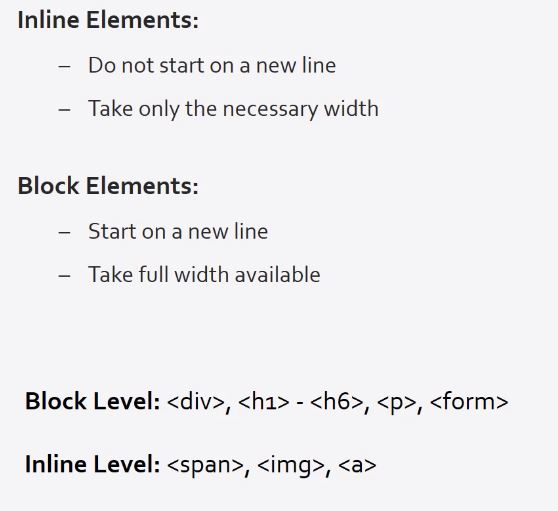 Inline Elements:
– Do not start on a new line
– Take only the necessary width
Block Elements:
– Start on a new line
– Take full width available
Block Level: <div>, <h1> - <h6>, <p>, <form>
Inline Level: <span>, <img>, <a>